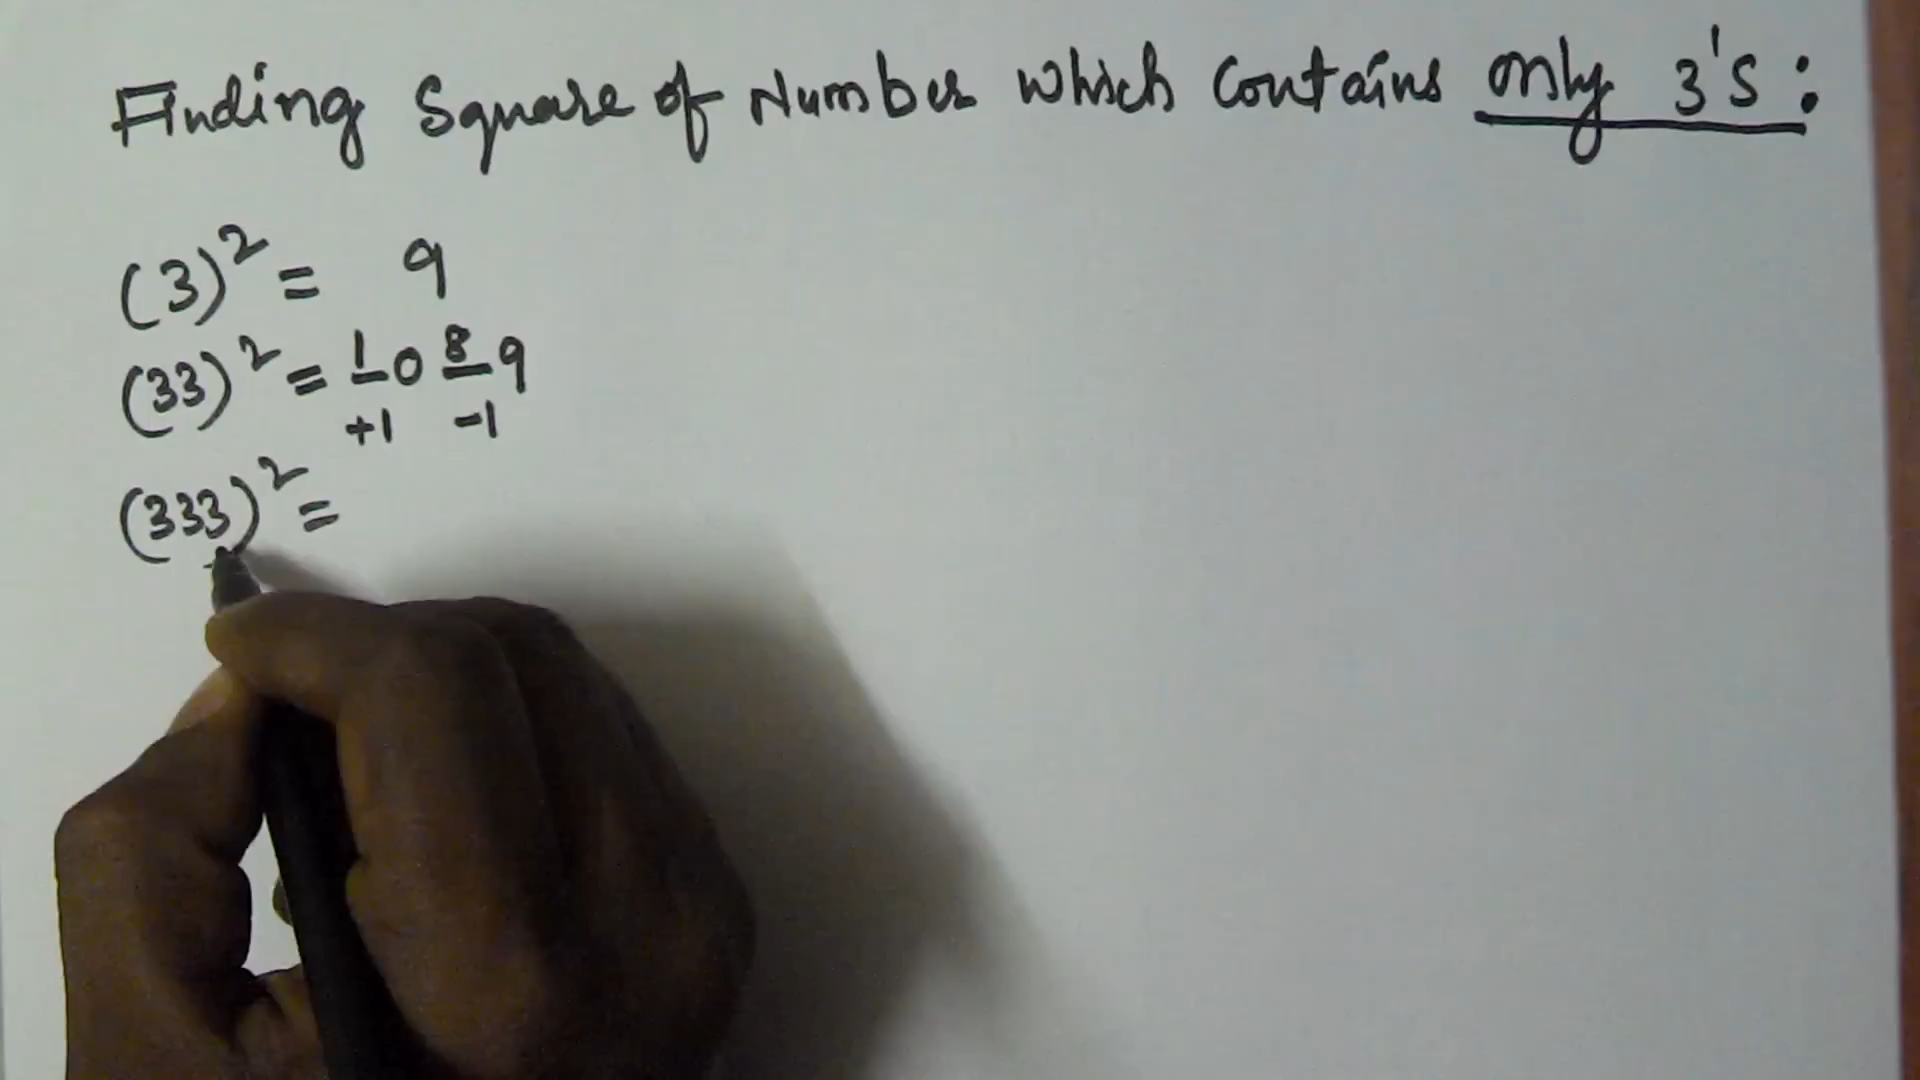 Finding Square of Number which contains only 3's :
(3)² = 9
(33)² = 1 0 8 9
+1 -1
(333)² =